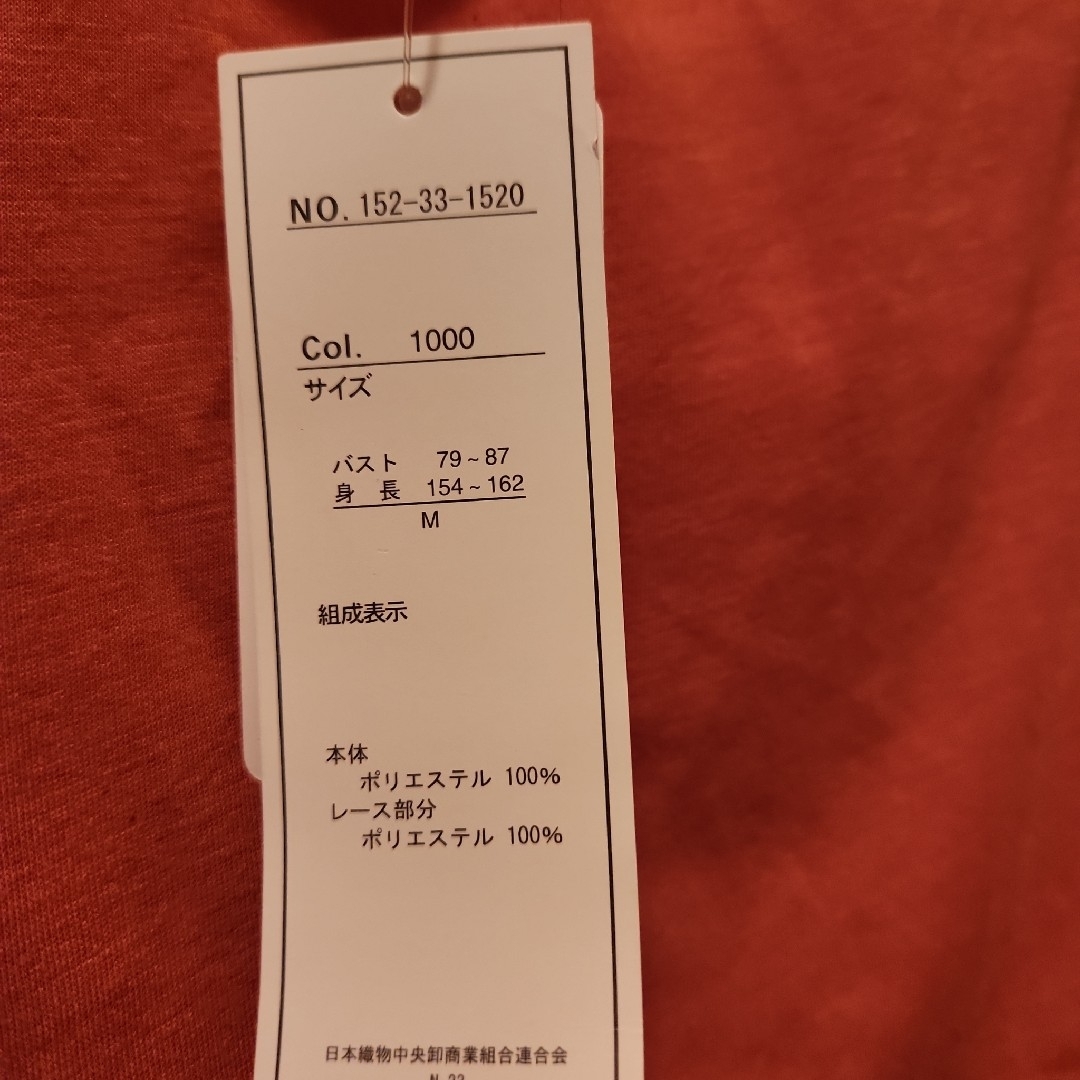 NO. 152-33-1520
Col. 1000
サイズ
バスト 79~87
身 長 154~162
M
組成表示
本体
ポリエステル 100%
レース部分
ポリエステル 100%
日本織物中央卸商業組合連合会